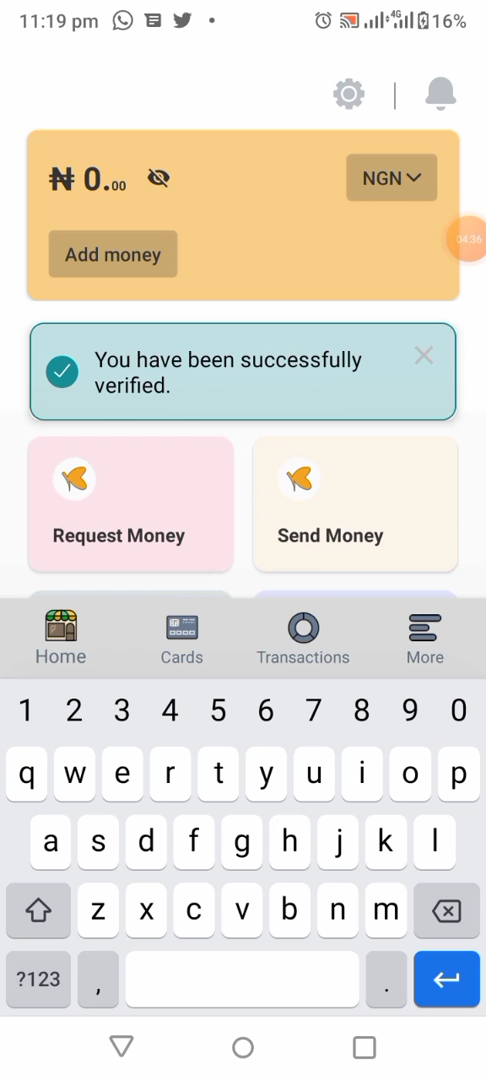 11:19 pm 4G 16%
₦ 0.00 NGN
04:36
Add money
You have been successfully
verified.
Request Money Send Money
Home Cards Transactions More
1 2 3 4 5 6 7 8 9 0
q w e r t y u i o p
a s d f g h j k l
z x c v b n m
?123 , .